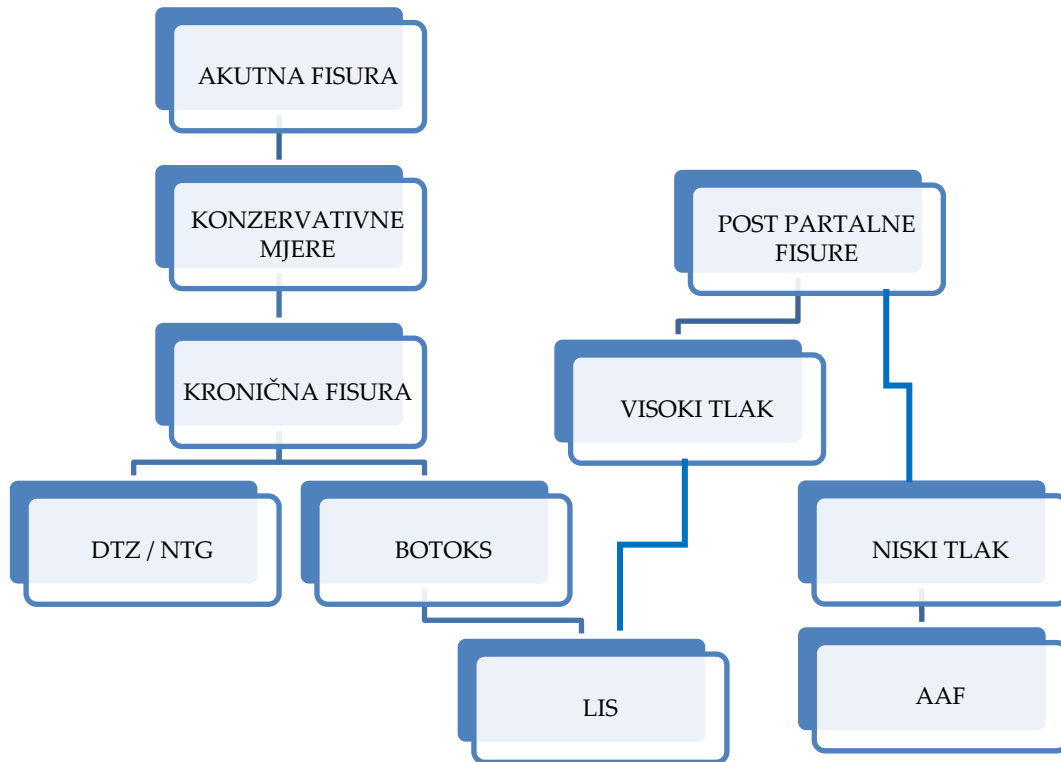 AKUTNA FISURA
KONZERVATIVNE
MJERE
POST PARTALNE
FISURE
KRONIČNA FISURA
VISOKI TLAK
DTZ / NTG
BOTOKS
NISKI TLAK
LIS
AAF